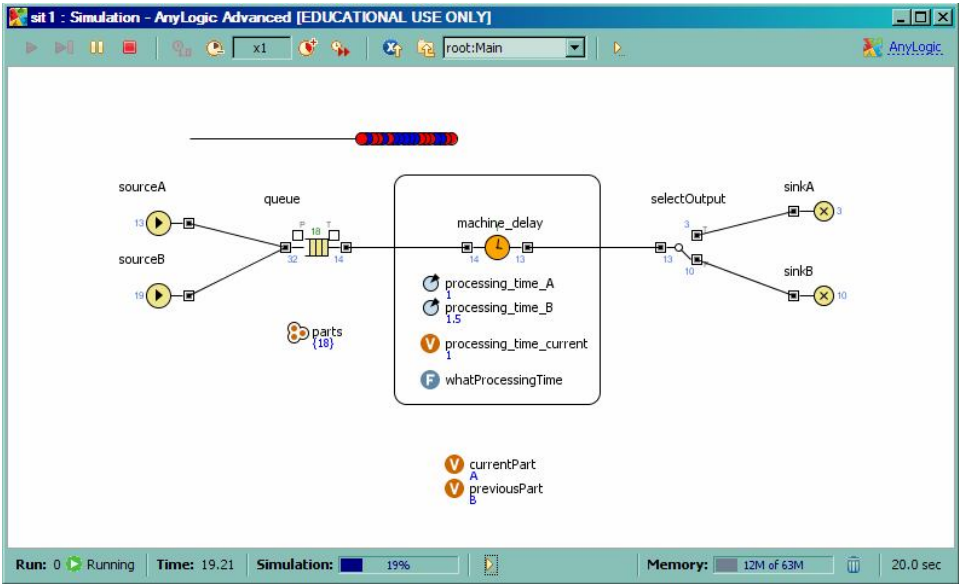 sit1 : Simulation - AnyLogic Advanced [EDUCATIONAL USE ONLY]
x1
root:Main
AnyLogic
sourceA
13
queue
P
T
18
32
14
sourceB
19
parts
{18}
machine_delay
14
13
processing_time_A
1
processing_time_B
1.5
processing_time_current
1
whatProcessingTime
selectOutput
3
T
13
10
F
sinkA
3
sinkB
10
currentPart
A
previousPart
B
Run: 0 Running
Time: 19.21
Simulation: 19%
Memory: 12M of 63M
20.0 sec